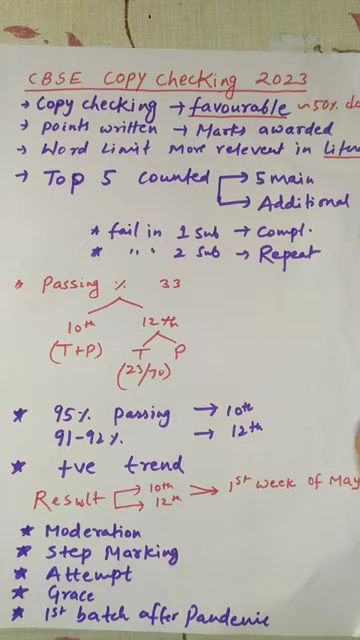 CBSE Copy Checking 2023
→ Copy checking → favourable ~50%
→ points written → Marks awarded
→ Word Limit More relevent in
→ Top 5 counted → 5 main
→ Additional
* fail in 1 Sub → Compl.
* " " 2 Sub → Repeat
* Passing % 33
10th 12th
(T+P) T P
(23/70)
* 95% Passing → 10th
91-92% → 12th
* +ve trend
Result → 10th → 12th → 1st week of May
* Moderation
* Step Marking
* Attempt
* Grace
* 1st batch after Pandemic